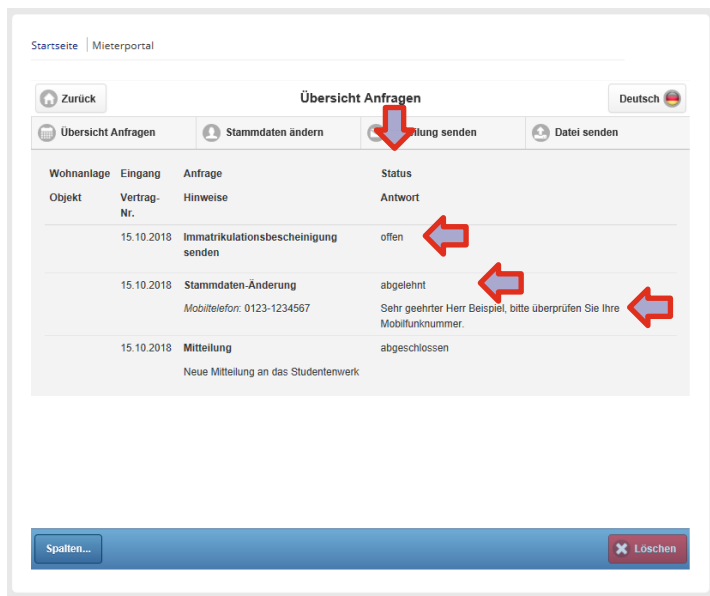 Startseite Mieterportal
Zurück Übersicht Anfragen Deutsch
Übersicht Anfragen Stammdaten ändern ilung senden Datei senden
Wohnanlage Eingang Anfrage Status
Objekt Vertrag- Hinweise Antwort
Nr.
15.10.2018 Immatrikulationsbescheinigung offen
senden
15.10.2018 Stammdaten-Änderung abgelehnt
Mobiltelefon: 0123-1234567 Sehr geehrter Herr Beispiel, bitte überprüfen Sie Ihre
Mobilfunknummer.
15.10.2018 Mitteilung abgeschlossen
Neue Mitteilung an das Studentenwerk
Spalten... Löschen